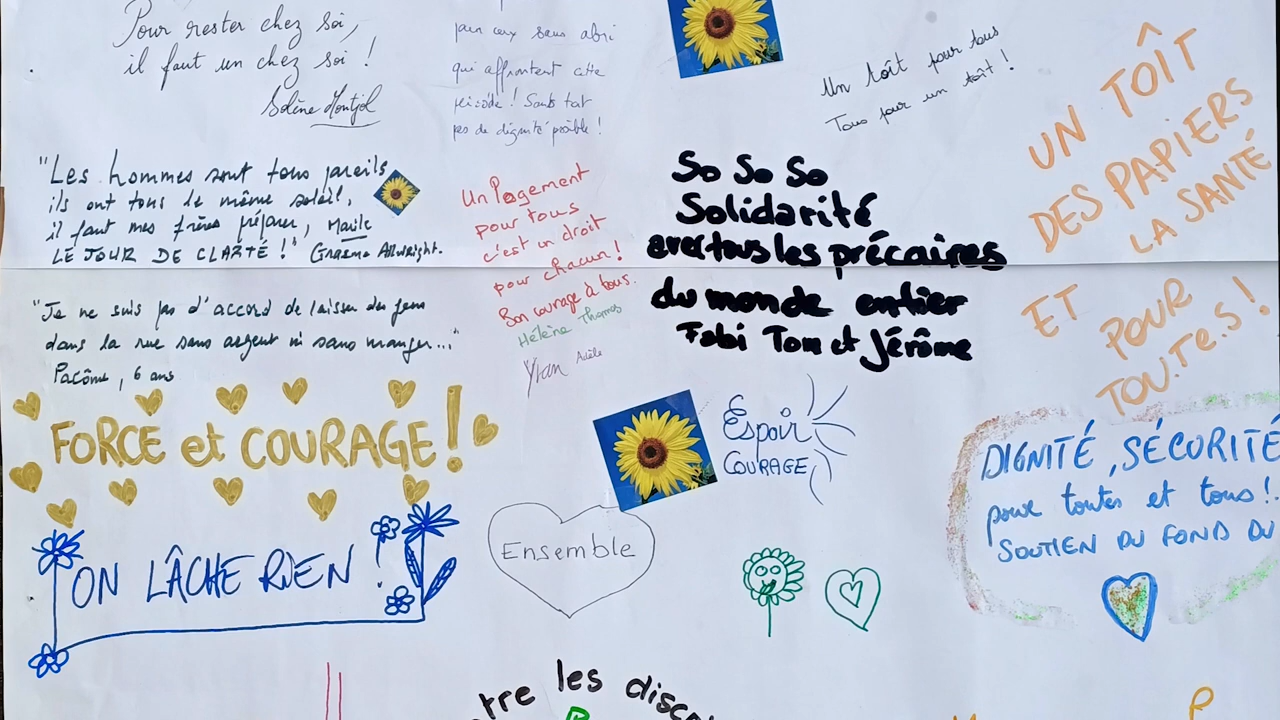 Pour rester chez soi,
il faut un chez soi !
Solène Montjol
pour ceux sans abri
qui affrontent cette
période ! Sans toit
pas de dignité possible !
Un toît pour tous
Tous pour un toît !
UN TOÎT
DES PAPIERS
LA SANTÉ
ET POUR
TOU.TE.S !
"Les hommes sont tous pareils
ils ont tous le même soleil,
il faut mes frères préparer,
LE JOUR DE CLARTÉ !" Graeme Allwright.
Un logement
pour tous
c'est un droit
pour chacun !
Bon courage à tous.
Hélène Thomas
Yvan Adèle
So So So
Solidarité
avec tous les précaires
du monde entier
Fabi Tom et Jérôme
"Je ne suis pas d'accord de laisser des gens
dans la rue sans argent ni sans manger..."
Pacôme, 6 ans
FORCE et COURAGE !
Espoir
COURAGE
DIGNITÉ, SÉCURITÉ
pour toutes et tous !
SOUTIEN DU FOND DU
ON LÂCHE RIEN !
Ensemble
tre les disc